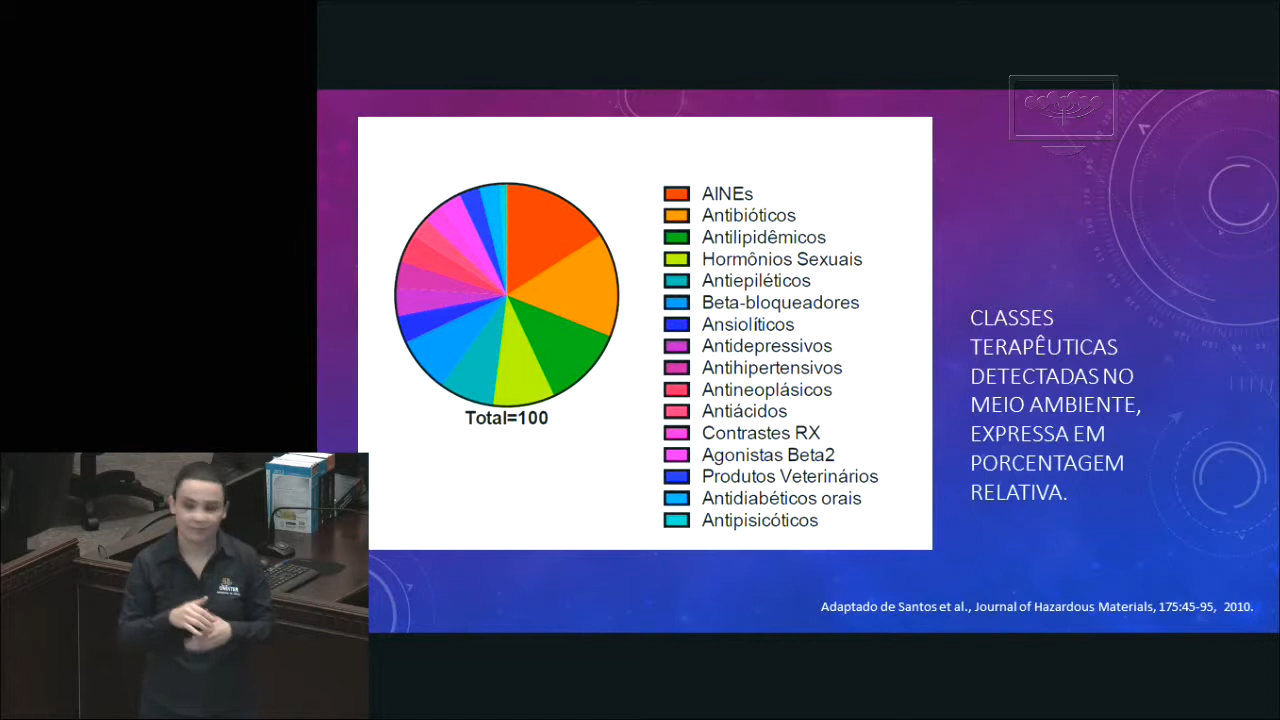 AINEs
Antibióticos
Antilipidêmicos
Hormônios Sexuais
Antiepiléticos
Beta-bloqueadores
Ansiolíticos
Antidepressivos
Antihipertensivos
Antineoplásicos
Antiácidos
Contrastes RX
Agonistas Beta2
Produtos Veterinários
Antidiabéticos orais
Antipisicóticos
Total=100
CLASSES
TERAPÊUTICAS
DETECTADAS NO
MEIO AMBIENTE,
EXPRESSA EM
PORCENTAGEM
RELATIVA.
Adaptado de Santos et al., Journal of Hazardous Materials, 175:45-95, 2010.